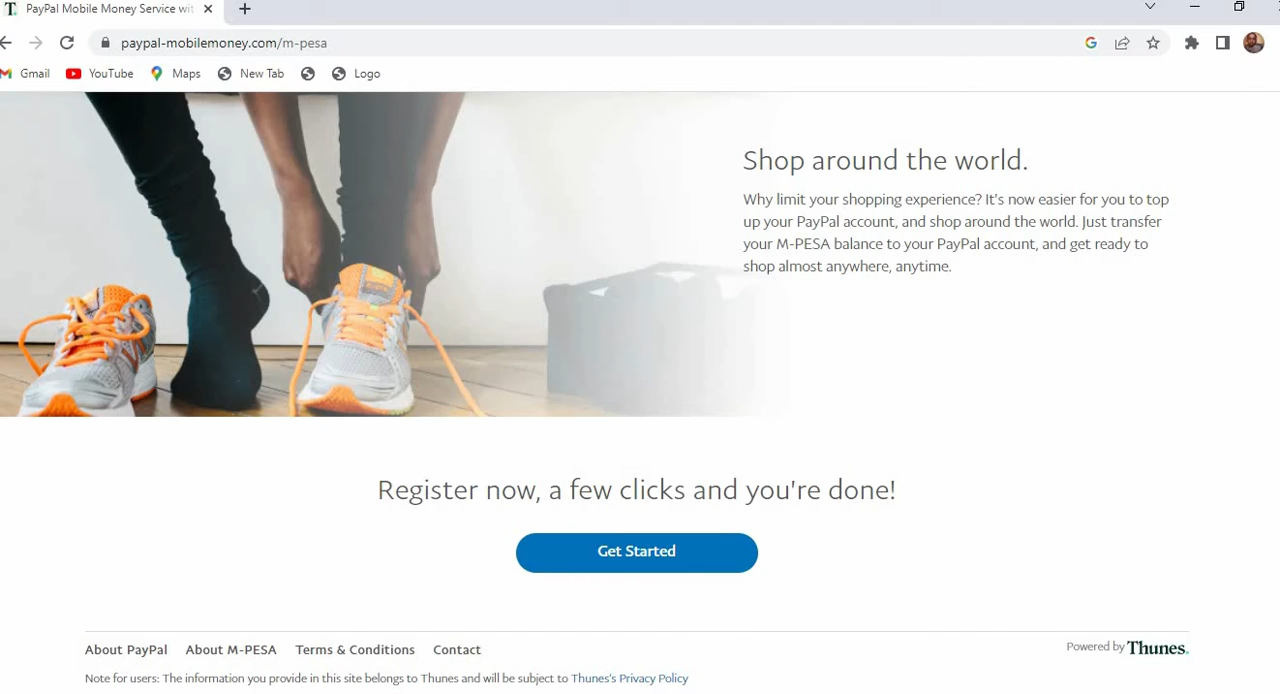 T. PayPal Mobile Money Service wit
paypal-mobilemoney.com/m-pesa
Gmail YouTube Maps New Tab Logo
Shop around the world.
Why limit your shopping experience? It's now easier for you to top
up your PayPal account, and shop around the world. Just transfer
your M-PESA balance to your PayPal account, and get ready to
shop almost anywhere, anytime.
Register now, a few clicks and you're done!
Get Started
About PayPal About M-PESA Terms & Conditions Contact
Powered by Thunes.
Note for users: The information you provide in this site belongs to Thunes and will be subject to Thunes's Privacy Policy